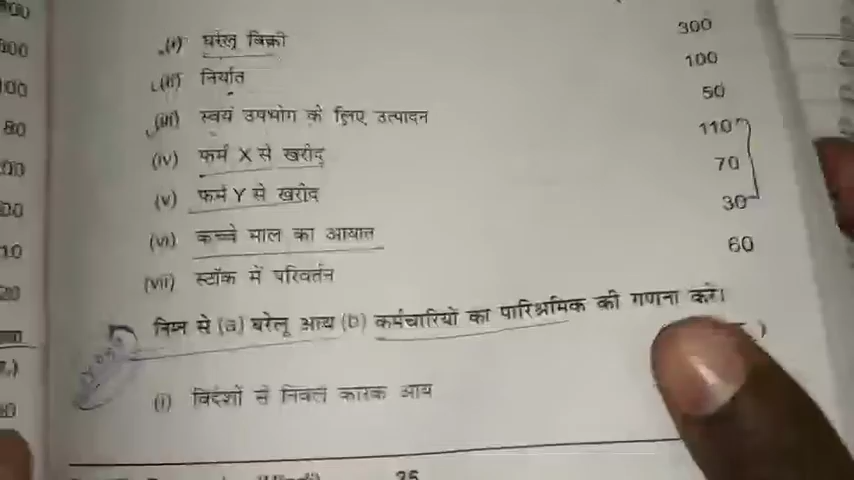 (i) घरेलू बिक्री 300
(ii) निर्यात 100
(iii) स्वयं उपभोग के लिए उत्पादन 50
(iv) फर्म X से खरीद 110
(v) फर्म Y से खरीद 70
(vi) कच्चे माल का आयात 30
(vii) स्टॉक में परिवर्तन 60
निम्न से (a) घरेलू आय (b) कर्मचारियों का पारिश्रमिक की गणना करें।
(i) विदेशों से निवल कारक आय